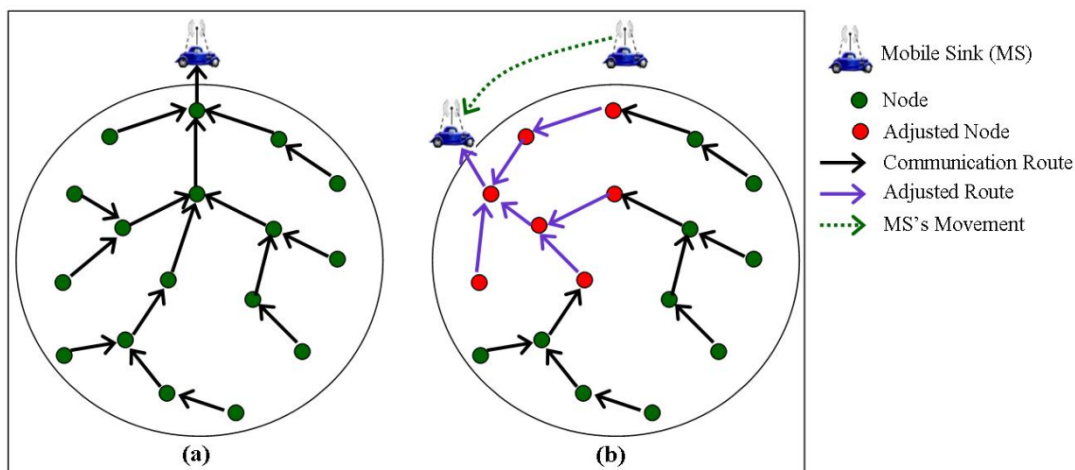 Mobile Sink (MS)
Node
Adjusted Node
Communication Route
Adjusted Route
MS's Movement
(a)
(b)